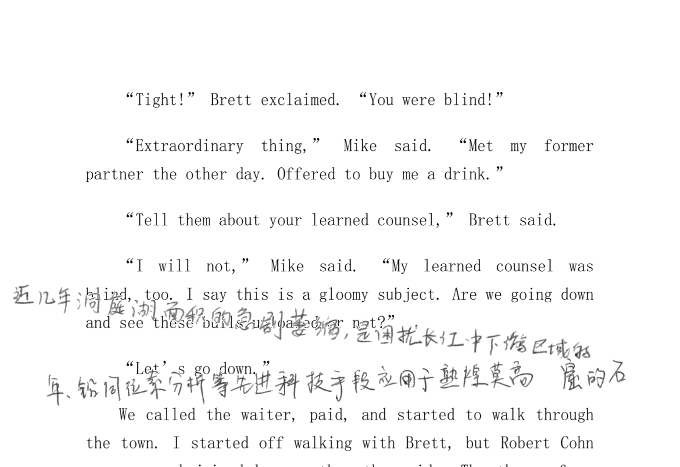 “Tight!” Brett exclaimed. “You were blind!”
“Extraordinary thing,” Mike said. “Met my former
partner the other day. Offered to buy me a drink.”
“Tell them about your learned counsel,” Brett said.
“I will not,” Mike said. “My learned counsel was
blind, too. I say this is a gloomy subject. Are we going down
and see these bulls unloaded or not?”
近几年洞庭湖面积的急剧萎缩,是困扰长江中下游区域的
“Let’s go down.”
年、铅同位素分析等先进科技手段应用于熟煌莫高 窟的石
We called the waiter, paid, and started to walk through
the town. I started off walking with Brett, but Robert Cohn